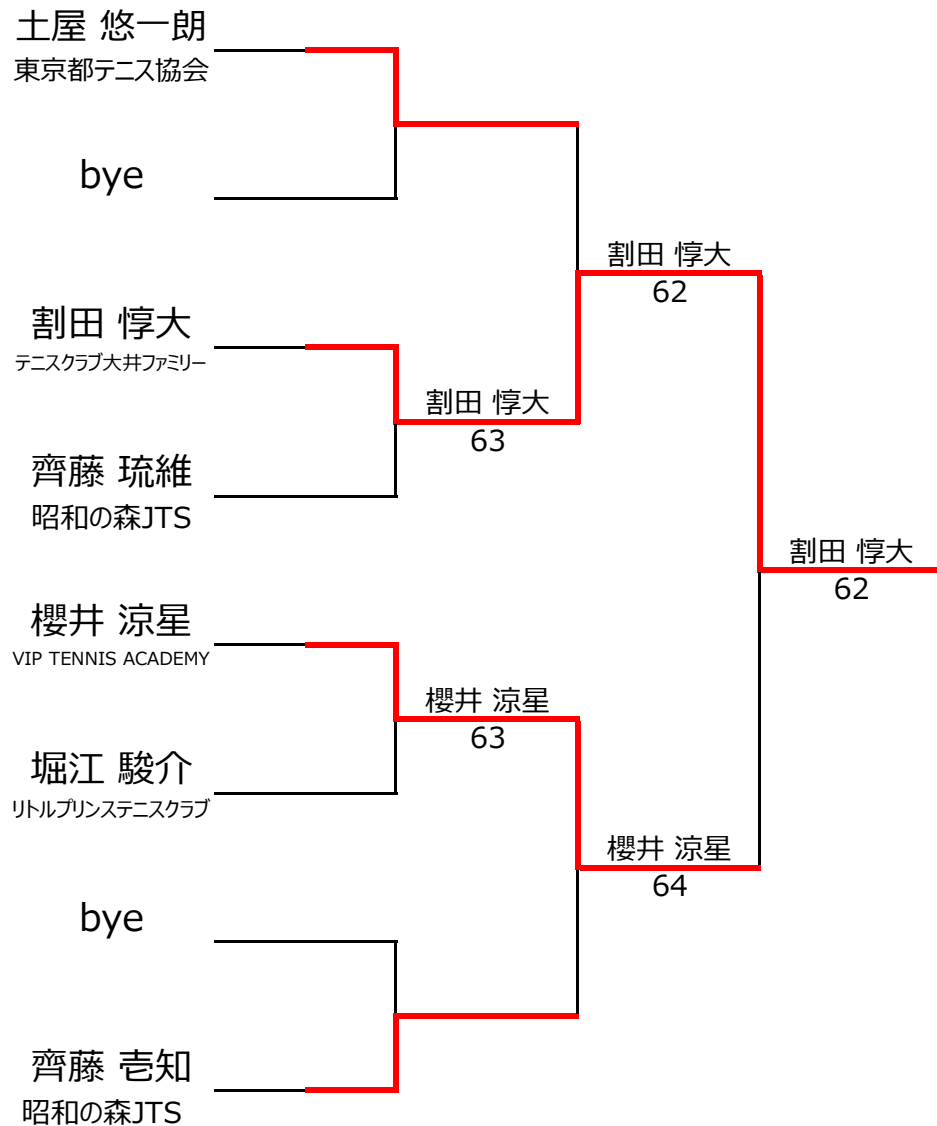 土屋 悠一朗
東京都テニス協会
bye
割田 惇大
テニスクラブ大井ファミリー
齊藤 琉維
昭和の森JTS
櫻井 涼星
VIP TENNIS ACADEMY
堀江 駿介
リトルプリンステニスクラブ
bye
齊藤 壱知
昭和の森JTS
割田 惇大
63
櫻井 涼星
63
割田 惇大
62
櫻井 涼星
64
割田 惇大
62